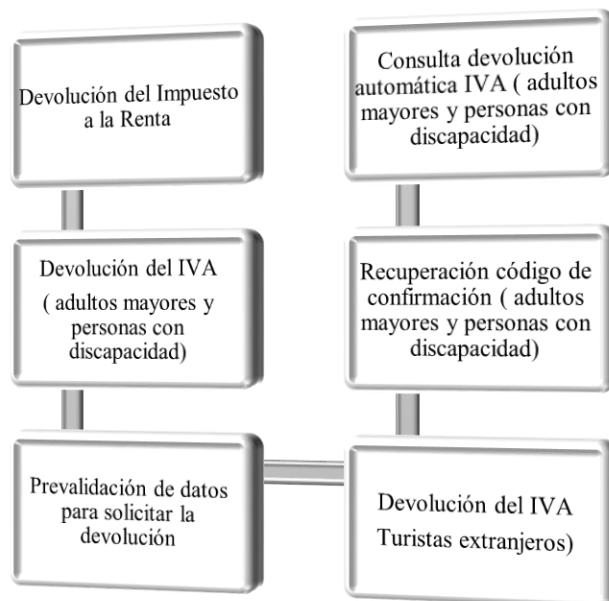 Devolución del Impuesto
a la Renta
Devolución del IVA
( adultos mayores y
personas con
discapacidad)
Prevalidación de datos
para solicitar la
devolución
Devolución del IVA
Turistas extranjeros)
Recuperación código de
confirmación ( adultos
mayores y personas con
discapacidad)
Consulta devolución
automática IVA ( adultos
mayores y personas con
discapacidad)